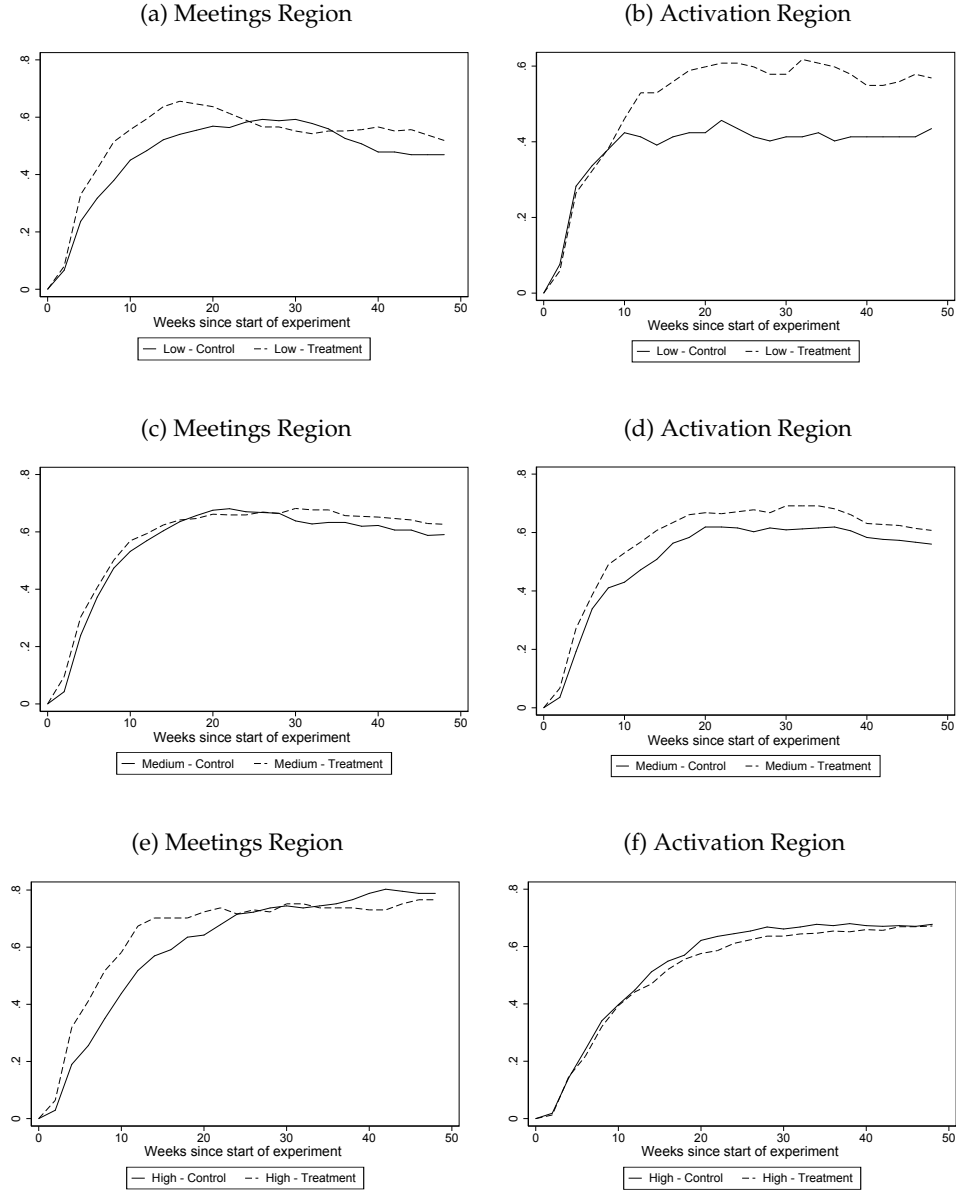 (a) Meetings Region
(b) Activation Region
0 .2 .4 .6 .8
0 10 20 30 40 50
Weeks since start of experiment
Low - Control Low - Treatment
0 .2 .4 .6
0 10 20 30 40 50
Weeks since start of experiment
Low - Control Low - Treatment
(c) Meetings Region
(d) Activation Region
0 .2 .4 .6 .8
0 10 20 30 40 50
Weeks since start of experiment
Medium - Control Medium - Treatment
0 .2 .4 .6 .8
0 10 20 30 40 50
Weeks since start of experiment
Medium - Control Medium - Treatment
(e) Meetings Region
(f) Activation Region
0 .2 .4 .6 .8
0 10 20 30 40 50
Weeks since start of experiment
High - Control High - Treatment
0 .2 .4 .6 .8
0 10 20 30 40 50
Weeks since start of experiment
High - Control High - Treatment